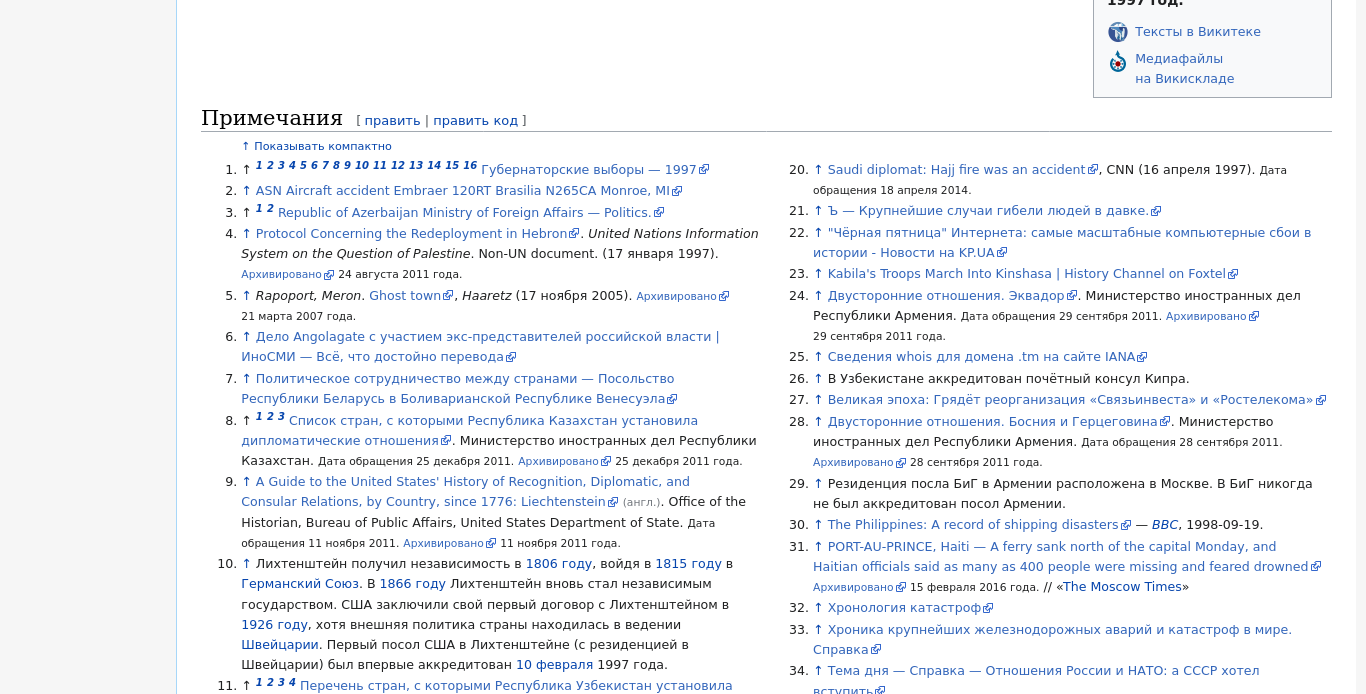 1997 год.
Тексты в Викитеке
Медиафайлы
на Викискладе
Примечания [ править | править код ]
↑ Показывать компактно
1. ↑ 1 2 3 4 5 6 7 8 9 10 11 12 13 14 15 16 Губернаторские выборы — 1997
2. ↑ ASN Aircraft accident Embraer 120RT Brasilia N265CA Monroe, MI
3. ↑ 1 2 Republic of Azerbaijan Ministry of Foreign Affairs — Politics.
4. ↑ Protocol Concerning the Redeployment in Hebron. United Nations Information
System on the Question of Palestine. Non-UN document. (17 января 1997).
Архивировано 24 августа 2011 года.
5. ↑ Rapoport, Meron. Ghost town, Haaretz (17 ноября 2005). Архивировано
21 марта 2007 года.
6. ↑ Дело Angolagate с участием экс-представителей российской власти |
ИноСМИ — Всё, что достойно перевода
7. ↑ Политическое сотрудничество между странами — Посольство
Республики Беларусь в Боливарианской Республике Венесуэла
8. ↑ 1 2 3 Список стран, с которыми Республика Казахстан установила
дипломатические отношения. Министерство иностранных дел Республики
Казахстан. Дата обращения 25 декабря 2011. Архивировано 25 декабря 2011 года.
9. ↑ A Guide to the United States' History of Recognition, Diplomatic, and
Consular Relations, by Country, since 1776: Liechtenstein (англ.). Office of the
Historian, Bureau of Public Affairs, United States Department of State. Дата
обращения 11 ноября 2011. Архивировано 11 ноября 2011 года.
10. ↑ Лихтенштейн получил независимость в 1806 году, войдя в 1815 году в
Германский Союз. В 1866 году Лихтенштейн вновь стал независимым
государством. США заключили свой первый договор с Лихтенштейном в
1926 году, хотя внешняя политика страны находилась в ведении
Швейцарии. Первый посол США в Лихтенштейне (с резиденцией в
Швейцарии) был впервые аккредитован 10 февраля 1997 года.
11. ↑ 1 2 3 4 Перечень стран, с которыми Республика Узбекистан установила
20. ↑ Saudi diplomat: Hajj fire was an accident, CNN (16 апреля 1997). Дата
обращения 18 апреля 2014.
21. ↑ Ъ — Крупнейшие случаи гибели людей в давке.
22. ↑ "Чёрная пятница" Интернета: самые масштабные компьютерные сбои в
истории - Новости на KP.UA
23. ↑ Kabila's Troops March Into Kinshasa | History Channel on Foxtel
24. ↑ Двусторонние отношения. Эквадор. Министерство иностранных дел
Республики Армения. Дата обращения 29 сентября 2011. Архивировано
29 сентября 2011 года.
25. ↑ Сведения whois для домена .tm на сайте IANA
26. ↑ В Узбекистане аккредитован почётный консул Кипра.
27. ↑ Великая эпоха: Грядёт реорганизация «Связьинвеста» и «Ростелекома»
28. ↑ Двусторонние отношения. Босния и Герцеговина. Министерство
иностранных дел Республики Армения. Дата обращения 28 сентября 2011.
Архивировано 28 сентября 2011 года.
29. ↑ Резиденция посла БиГ в Армении расположена в Москве. В БиГ никогда
не был аккредитован посол Армении.
30. ↑ The Philippines: A record of shipping disasters — BBC, 1998-09-19.
31. ↑ PORT-AU-PRINCE, Haiti — A ferry sank north of the capital Monday, and
Haitian officials said as many as 400 people were missing and feared drowned
Архивировано 15 февраля 2016 года. // «The Moscow Times»
32. ↑ Хронология катастроф
33. ↑ Хроника крупнейших железнодорожных аварий и катастроф в мире.
Справка
34. ↑ Тема дня — Справка — Отношения России и НАТО: а СССР хотел
вступить